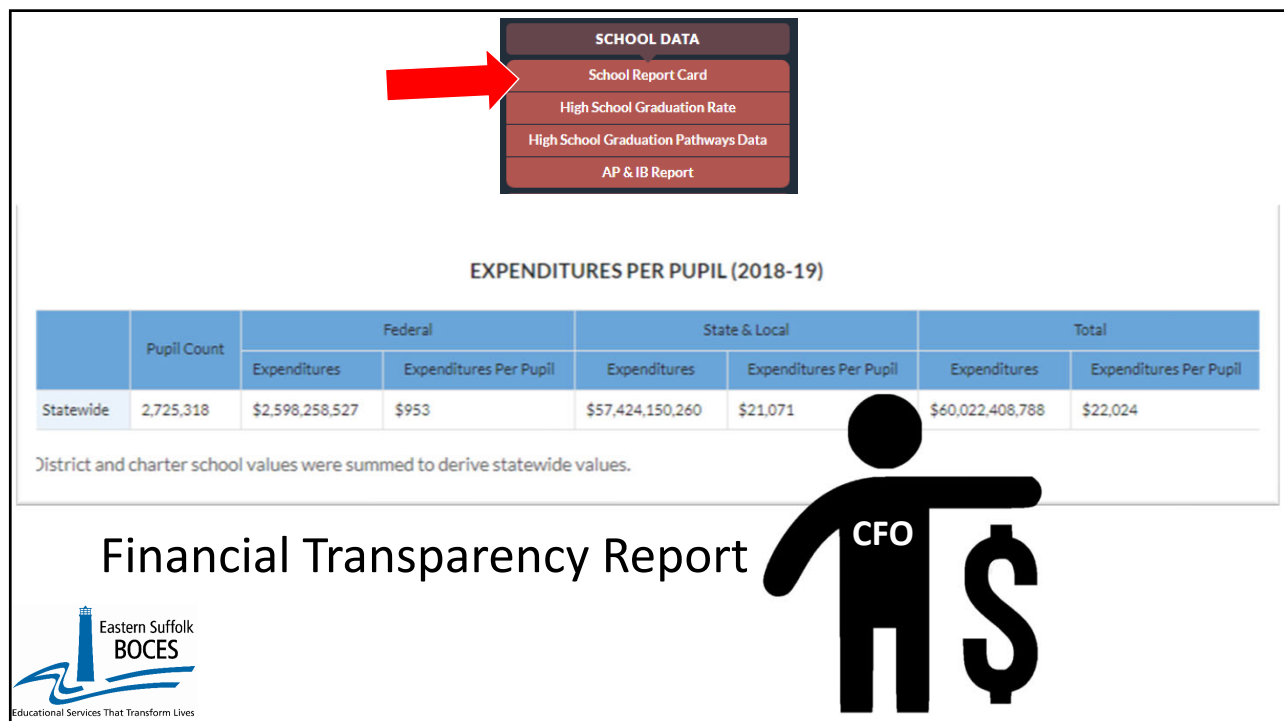 SCHOOL DATA
School Report Card
High School Graduation Rate
High School Graduation Pathways Data
AP & IB Report
EXPENDITURES PER PUPIL (2018-19)
Pupil Count Federal State & Local Total
Expenditures Expenditures Per Pupil Expenditures Expenditures Per Pupil Expenditures Expenditures Per Pupil
Statewide 2,725,318 $2,598,258,527 $953 $57,424,150,260 $21,071 $60,022,408,788 $22,024
District and charter school values were summed to derive statewide values.
CFO
$
Financial Transparency Report
Eastern Suffolk
BOCES
Educational Services That Transform Lives